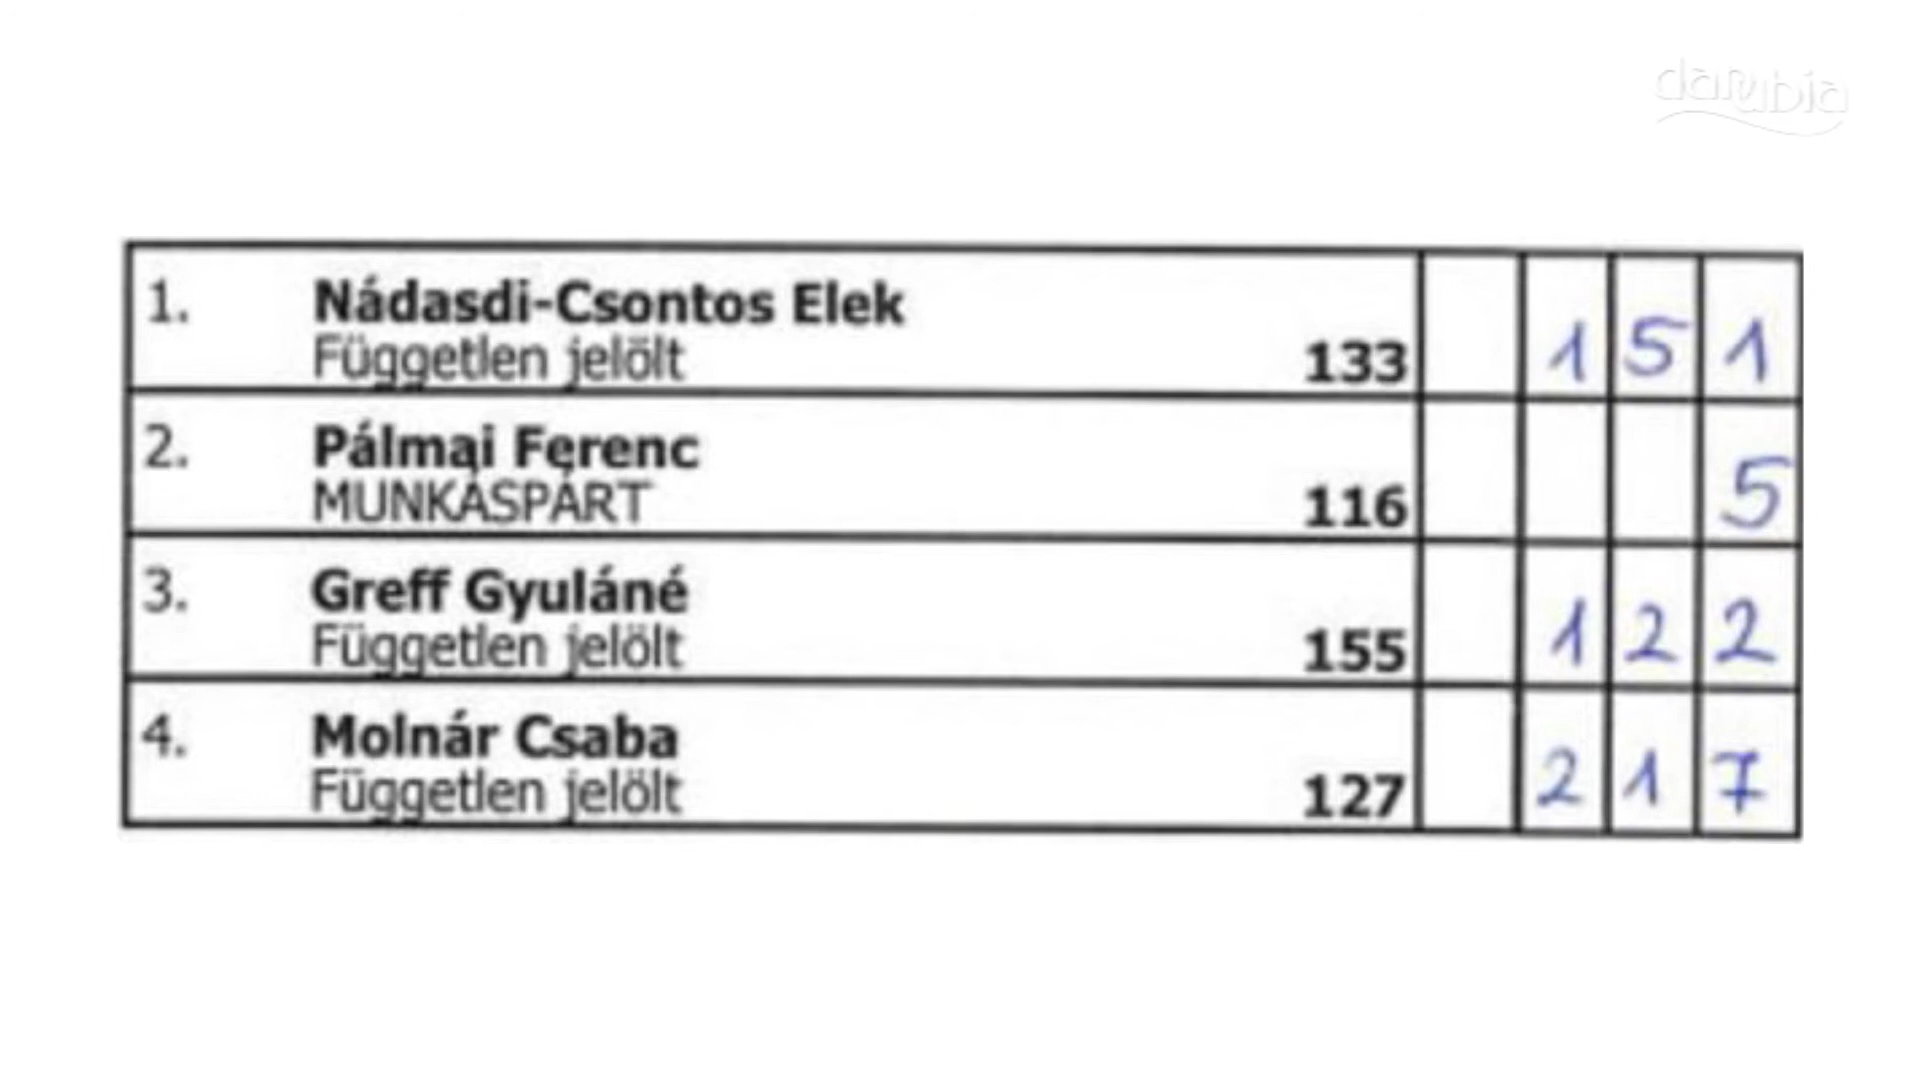 danubia
1. Nádasdi-Csontos Elek
Független jelölt 133 1 5 1
2. Pálmai Ferenc
MUNKÁSPÁRT 116 5
3. Greff Gyuláné
Független jelölt 155 1 2 2
4. Molnár Csaba
Független jelölt 127 2 1 7